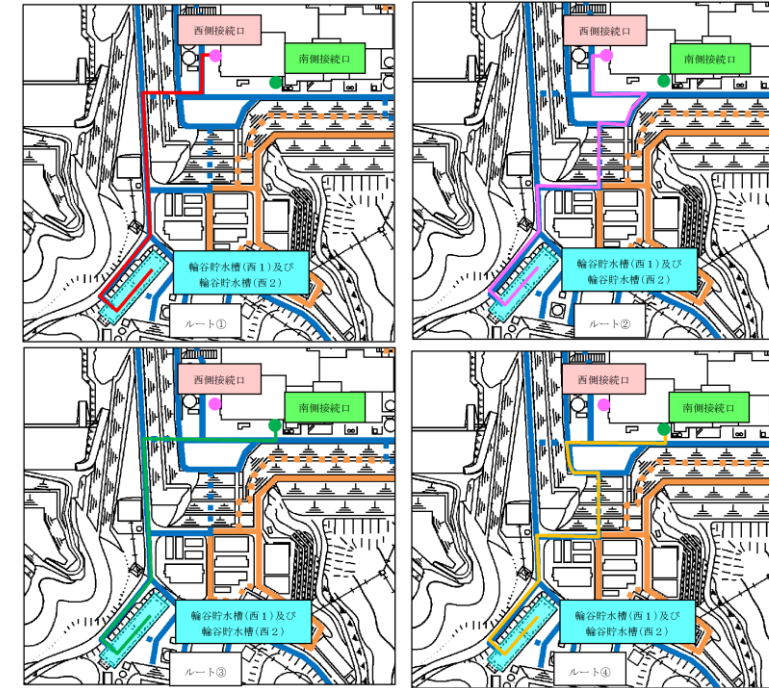 西側接続口
南側接続口
輪谷貯水槽(西1)及び
輪谷貯水槽(西2)
ルート①
西側接続口
南側接続口
輪谷貯水槽(西1)及び
輪谷貯水槽(西2)
ルート②
西側接続口
南側接続口
輪谷貯水槽(西1)及び
輪谷貯水槽(西2)
ルート③
西側接続口
南側接続口
輪谷貯水槽(西1)及び
輪谷貯水槽(西2)
ルート④